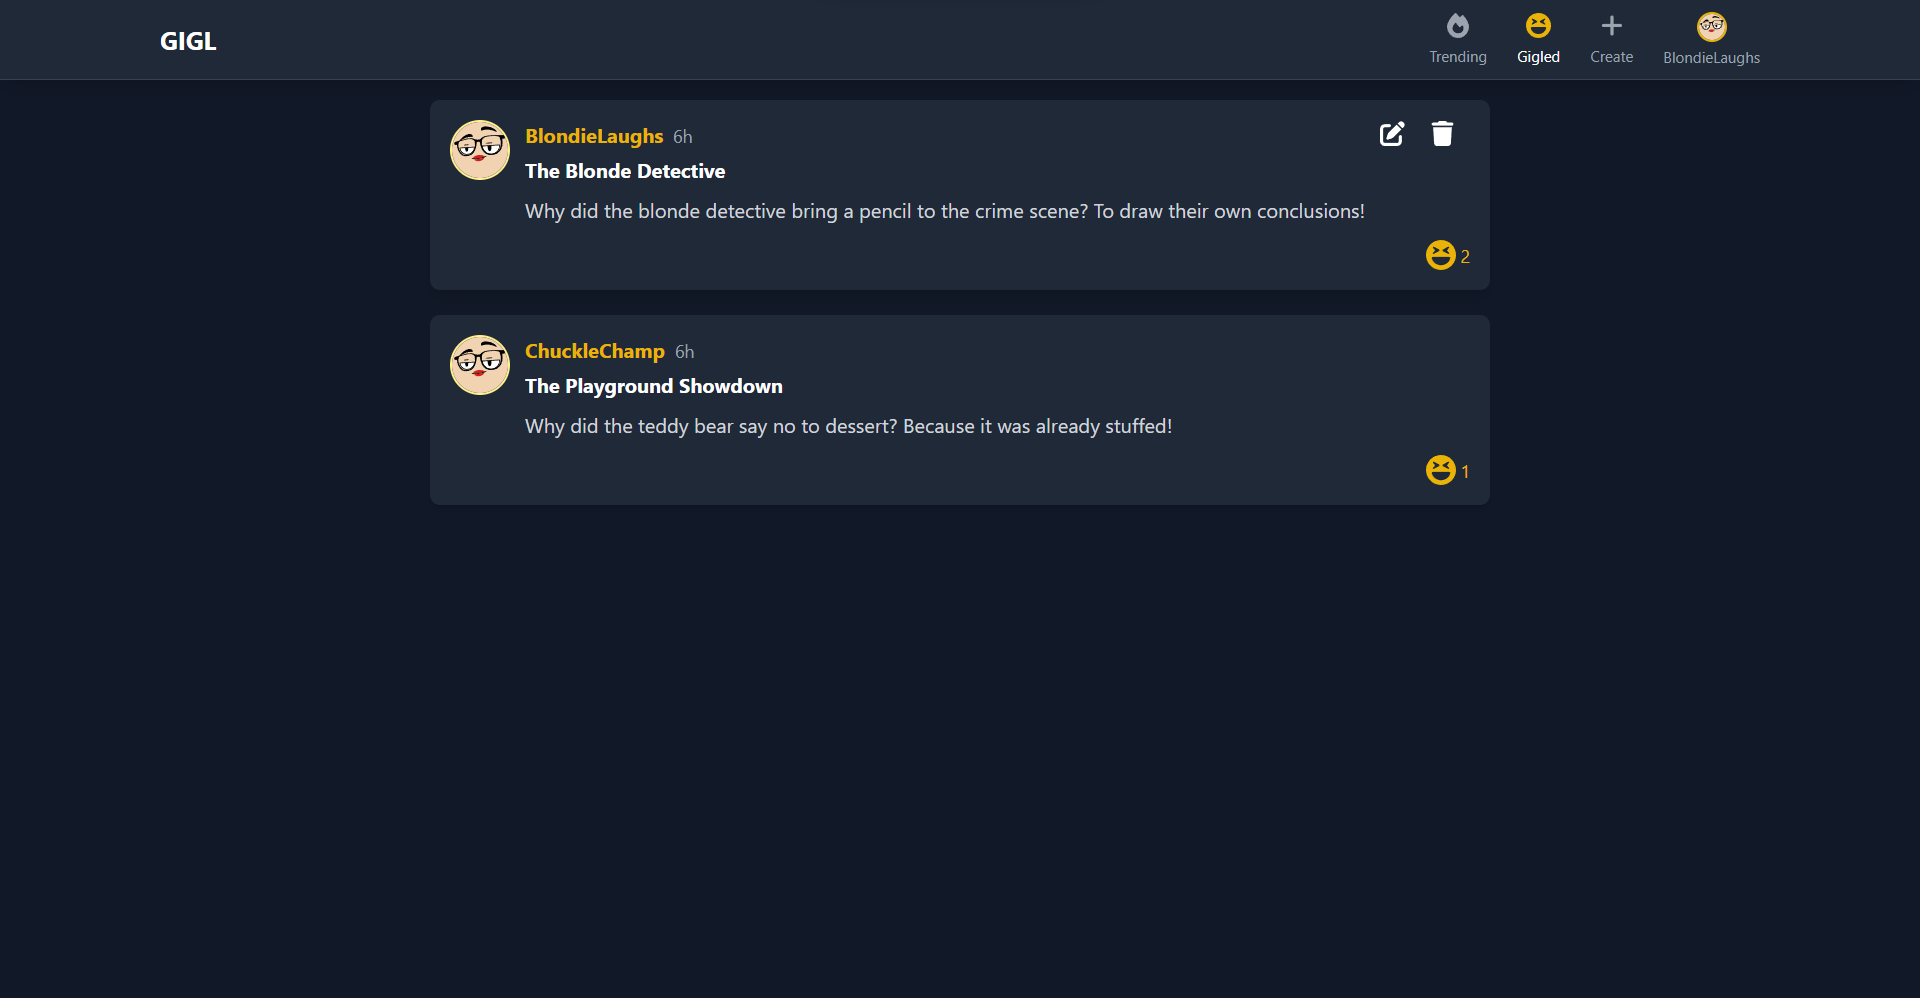 GIGL
Trending
Gigled
Create
BlondieLaughs
BlondieLaughs 6h
The Blonde Detective
Why did the blonde detective bring a pencil to the crime scene? To draw their own conclusions!
2
ChuckleChamp 6h
The Playground Showdown
Why did the teddy bear say no to dessert? Because it was already stuffed!
1